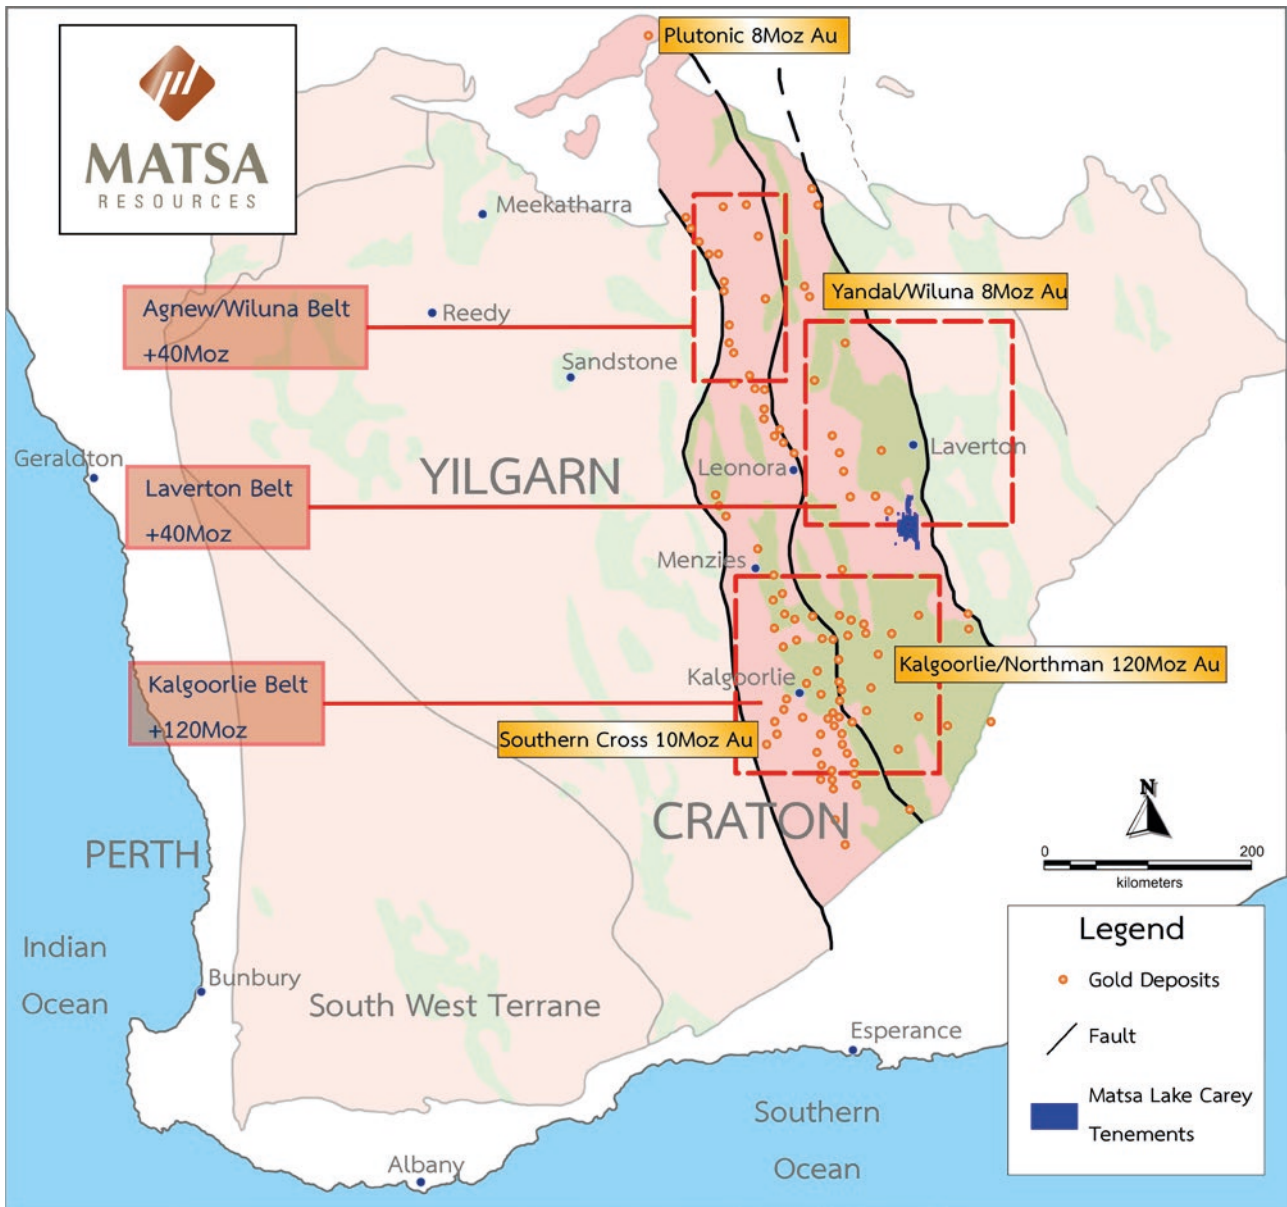 Plutonic 8Moz Au
MATSA
RESOURCES
Meekatharra
Agnew/Wiluna Belt
+40Moz
Yandal/Wiluna 8Moz Au
Reedy
Sandstone
Geraldton
YILGARN
Leonora
Laverton
Laverton Belt
+40Moz
Menzies
Kalgoorlie Belt
+120Moz
Kalgoorlie
Kalgoorlie/Northman 120Moz Au
Southern Cross 10Moz Au
CRATON
PERTH
N
0
200
kilometers
Indian
Ocean
Bunbury
South West Terrane
Esperance
Southern
Ocean
Albany
Legend
Gold Deposits
Fault
Matsa Lake Carey
Tenements